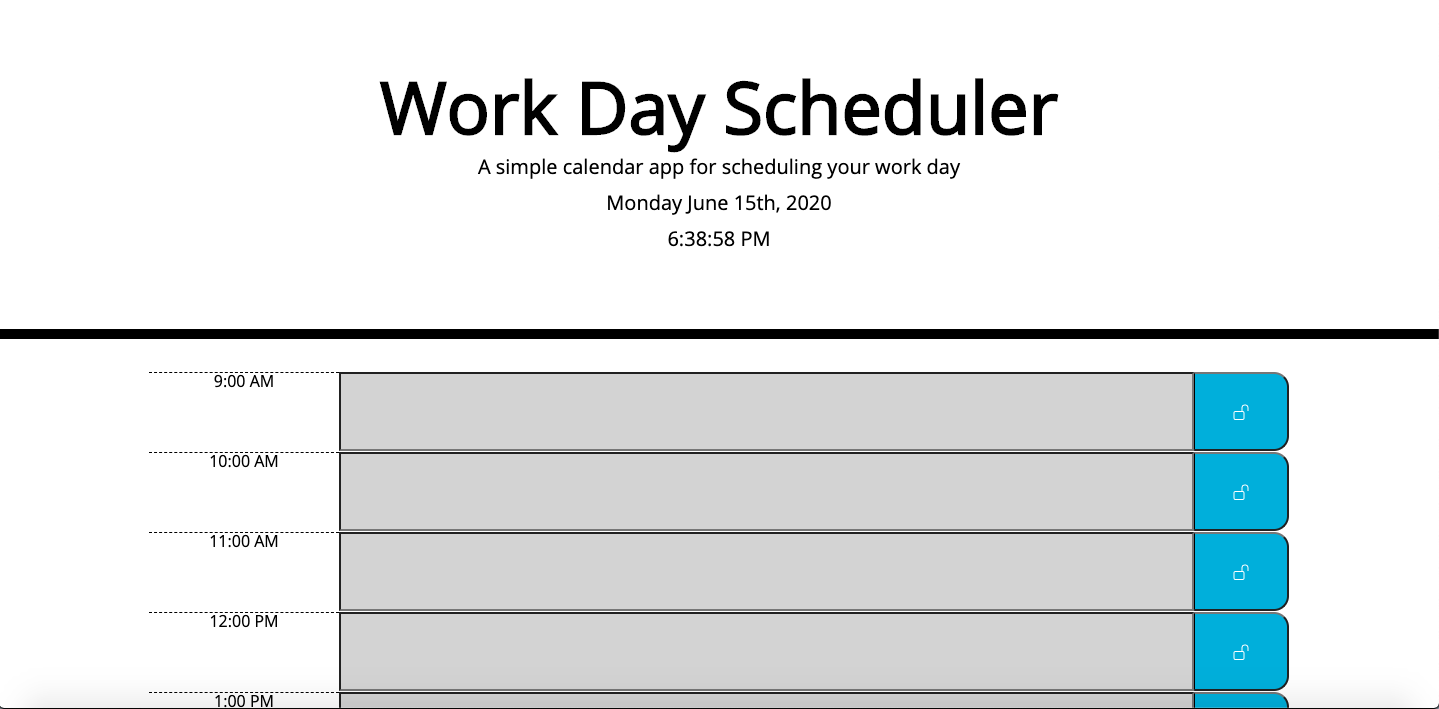 Work Day Scheduler
A simple calendar app for scheduling your work day
Monday June 15th, 2020
6:38:58 PM
9:00 AM
10:00 AM
11:00 AM
12:00 PM
1:00 PM